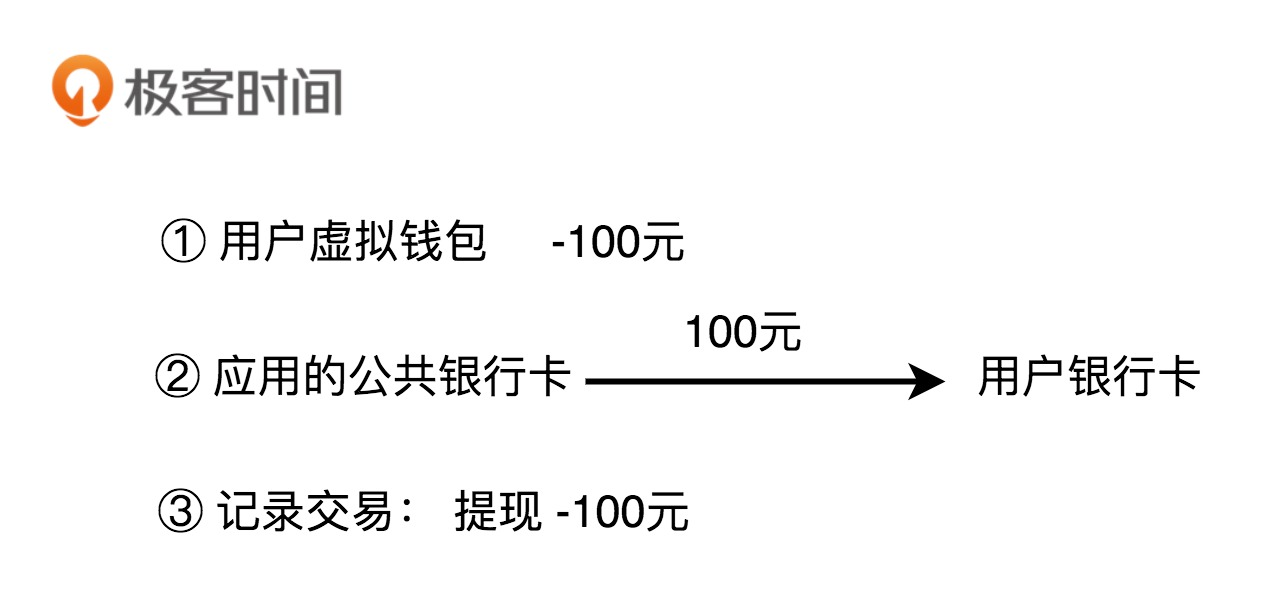 极客时间
① 用户虚拟钱包 -100元
100元
② 应用的公共银行卡 用户银行卡
③ 记录交易： 提现 -100元